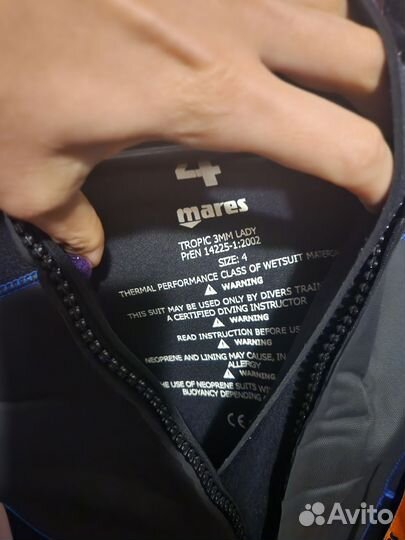 4
mares
TROPIC 3MM LADY
PrEN 14225-1:2002
SIZE: 4
THERMAL PERFORMANCE CLASS OF WETSUIT
WARNING
THIS SUIT MAY BE USED ONLY BY DIVERS
A CERTIFIED DIVING INSTRUCTOR
WARNING
READ INSTRUCTION BEFORE
WARNING
NEOPRENE AND LINING MAY CAUSE, IN
ALLERGY
WARNING
THE USE OF NEOPRENE SUITS
BUOYANCY DEPENDING
CE
Avito